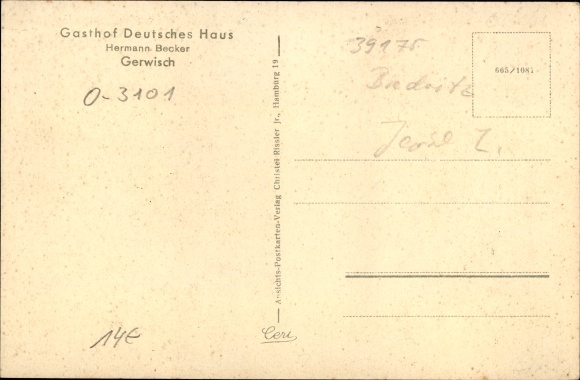 Gasthof Deutsches Haus
Hermann Becker
Gerwisch
O-3101
14€
Ansichts-Postkarten-Verlag Christel Rissler Jr., Hamburg 19
Ceri
39175
665/1081